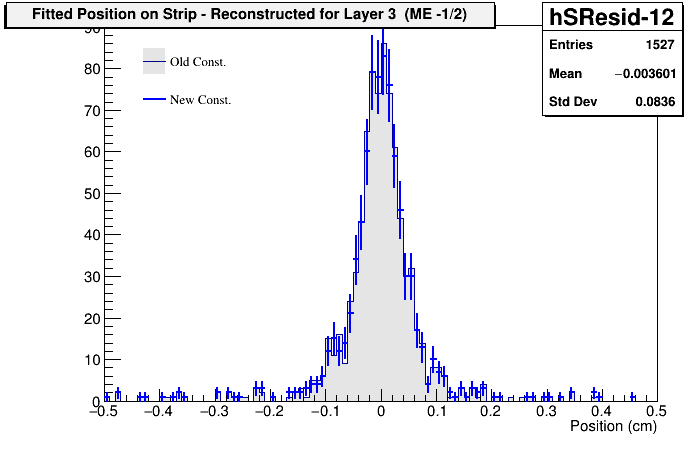 Fitted Position on Strip - Reconstructed for Layer 3 (ME -1/2)
hSResid-12
Entries 1527
Mean −0.003601
Std Dev 0.0836
Old Const.
New Const.
90
80
70
60
50
40
30
20
10
0
−0.5 −0.4 −0.3 −0.2 −0.1 0 0.1 0.2 0.3 0.4 0.5
Position (cm)